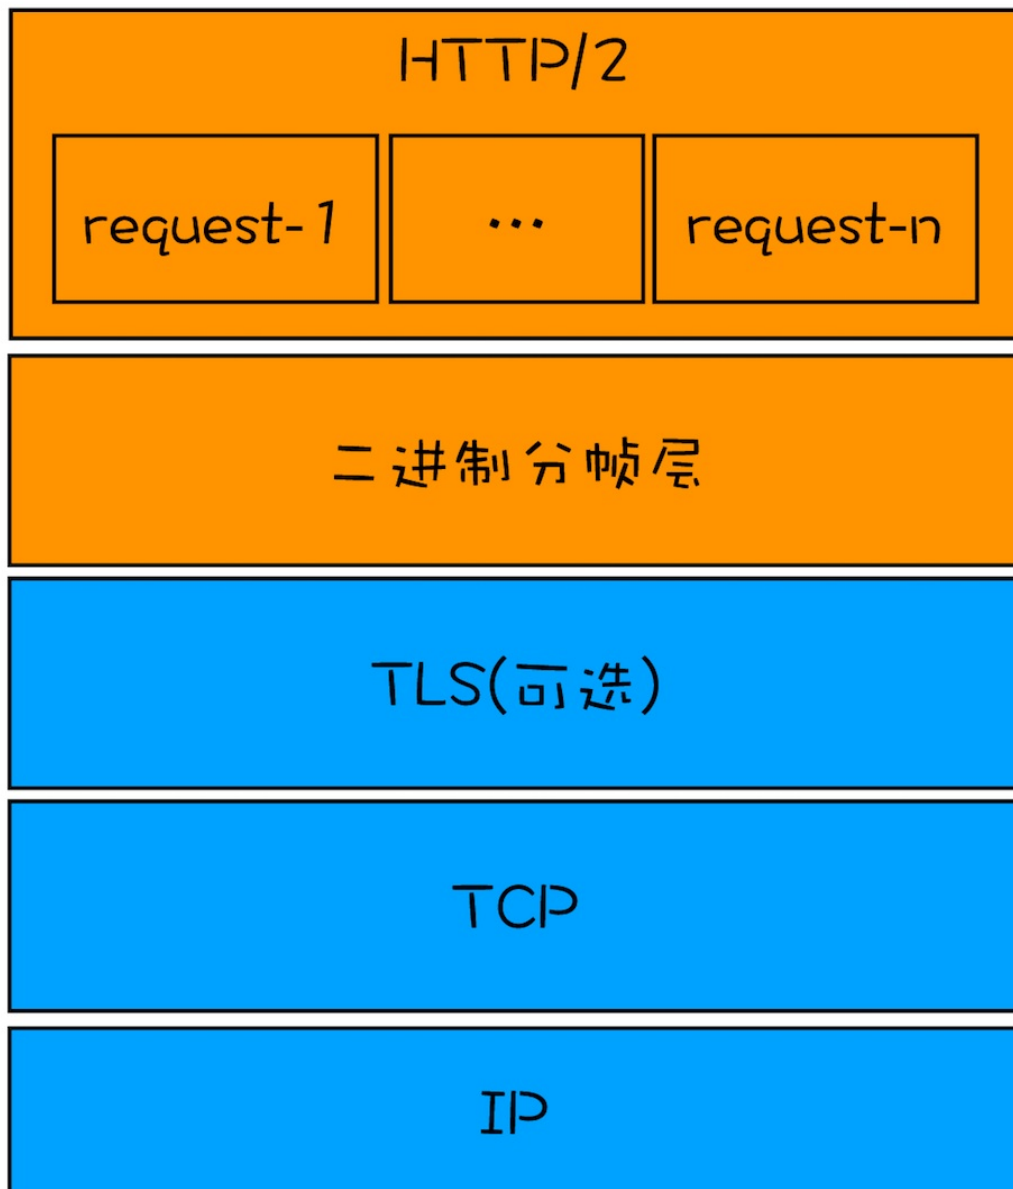 HTTP/2
request-1
...
request-n
二进制分帧层
TLS(可选)
TCP
IP